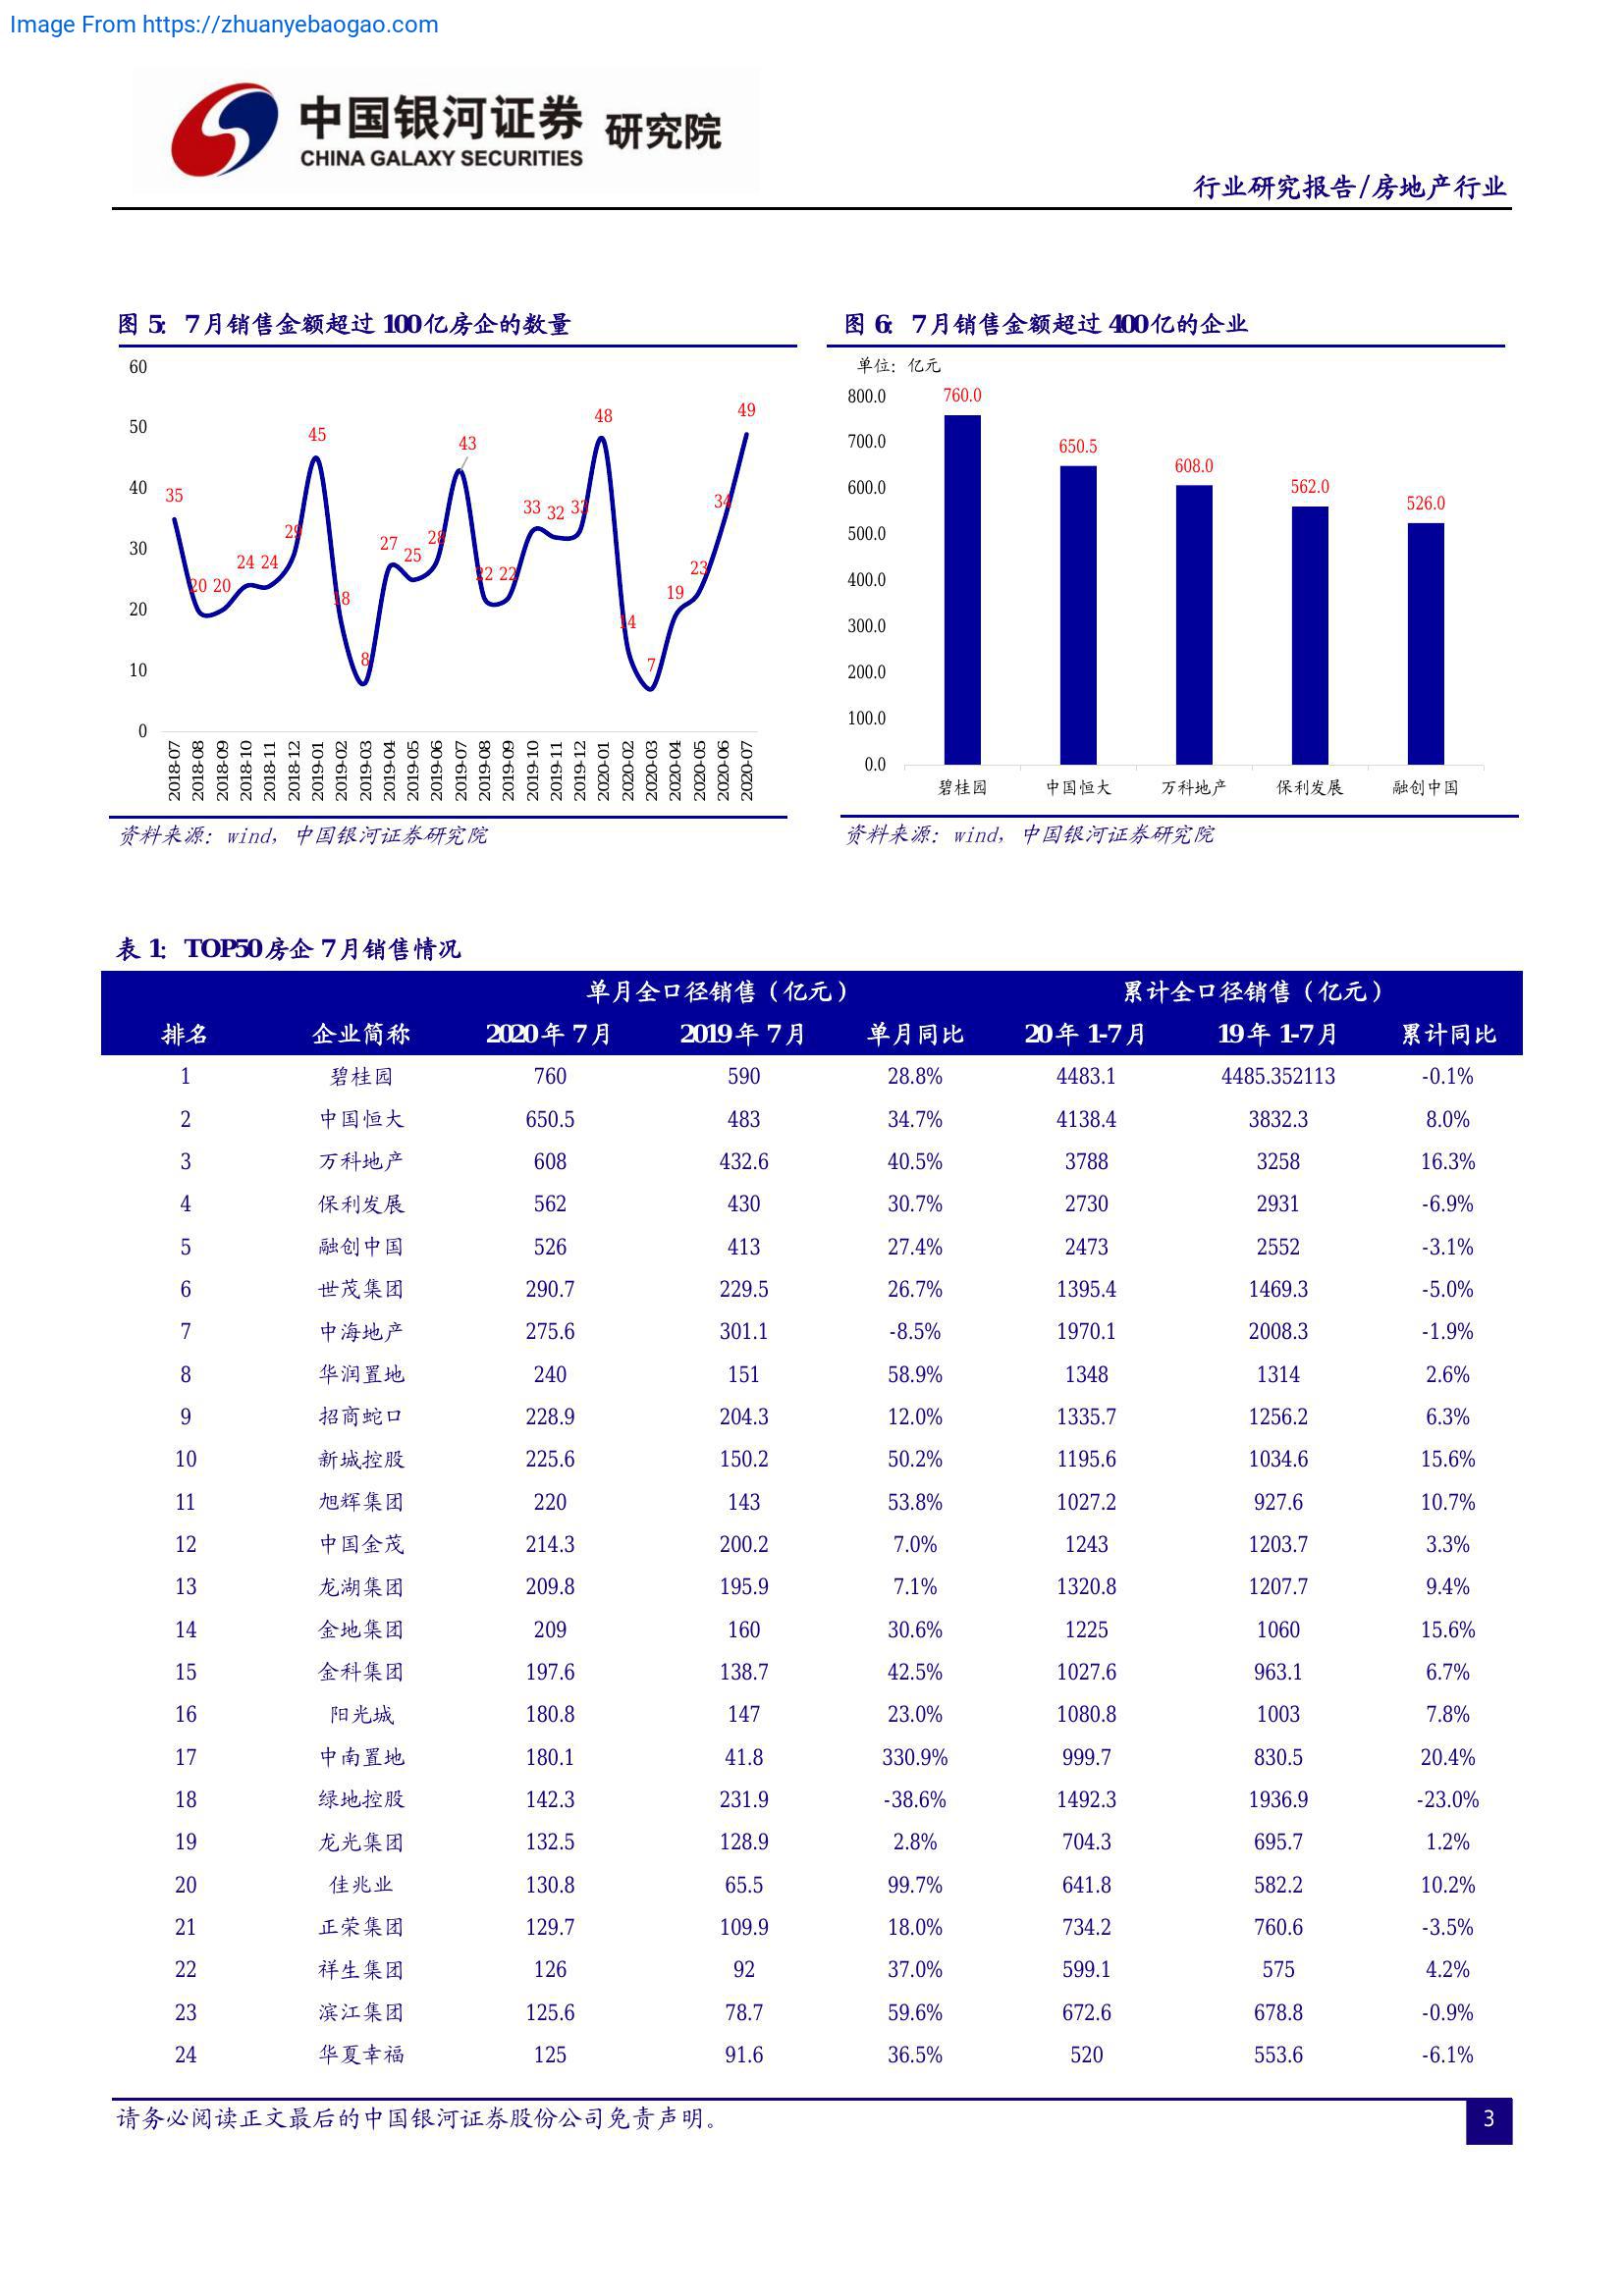 Image From https://zhuanyebaogao.com
中国银河证券 研究院
CHINA GALAXY SECURITIES
行业研究报告/房地产行业
图 5: 7月销售金额超过 100亿房企的数量
60
50
40
30
20
10
0
35
20 20
24 24
29
45
18
8
27
25
28
43
22 22
33 32 33
48
14
7
19
23
34
49
2018-07 2018-08 2018-09 2018-10 2018-11 2018-12 2019-01 2019-02 2019-03 2019-04 2019-05 2019-06 2019-07 2019-08 2019-09 2019-10 2019-11 2019-12 2020-01 2020-02 2020-03 2020-04 2020-05 2020-06 2020-07
资料来源: wind, 中国银河证券研究院
图 6: 7月销售金额超过 400亿的企业
单位: 亿元
800.0
700.0
600.0
500.0
400.0
300.0
200.0
100.0
0.0
760.0
650.5
608.0
562.0
526.0
碧桂园 中国恒大 万科地产 保利发展 融创中国
资料来源: wind, 中国银河证券研究院
表 1: TOP50房企 7月销售情况
单月全口径销售（亿元） 累计全口径销售（亿元）
排名 企业简称 2020年 7月 2019年 7月 单月同比 20年 1-7月 19年 1-7月 累计同比
1 碧桂园 760 590 28.8% 4483.1 4485.352113 -0.1%
2 中国恒大 650.5 483 34.7% 4138.4 3832.3 8.0%
3 万科地产 608 432.6 40.5% 3788 3258 16.3%
4 保利发展 562 430 30.7% 2730 2931 -6.9%
5 融创中国 526 413 27.4% 2473 2552 -3.1%
6 世茂集团 290.7 229.5 26.7% 1395.4 1469.3 -5.0%
7 中海地产 275.6 301.1 -8.5% 1970.1 2008.3 -1.9%
8 华润置地 240 151 58.9% 1348 1314 2.6%
9 招商蛇口 228.9 204.3 12.0% 1335.7 1256.2 6.3%
10 新城控股 225.6 150.2 50.2% 1195.6 1034.6 15.6%
11 旭辉集团 220 143 53.8% 1027.2 927.6 10.7%
12 中国金茂 214.3 200.2 7.0% 1243 1203.7 3.3%
13 龙湖集团 209.8 195.9 7.1% 1320.8 1207.7 9.4%
14 金地集团 209 160 30.6% 1225 1060 15.6%
15 金科集团 197.6 138.7 42.5% 1027.6 963.1 6.7%
16 阳光城 180.8 147 23.0% 1080.8 1003 7.8%
17 中南置地 180.1 41.8 330.9% 999.7 830.5 20.4%
18 绿地控股 142.3 231.9 -38.6% 1492.3 1936.9 -23.0%
19 龙光集团 132.5 128.9 2.8% 704.3 695.7 1.2%
20 佳兆业 130.8 65.5 99.7% 641.8 582.2 10.2%
21 正荣集团 129.7 109.9 18.0% 734.2 760.6 -3.5%
22 祥生集团 126 92 37.0% 599.1 575 4.2%
23 滨江集团 125.6 78.7 59.6% 672.6 678.8 -0.9%
24 华夏幸福 125 91.6 36.5% 520 553.6 -6.1%
请务必阅读正文最后的中国银河证券股份公司免责声明。
3